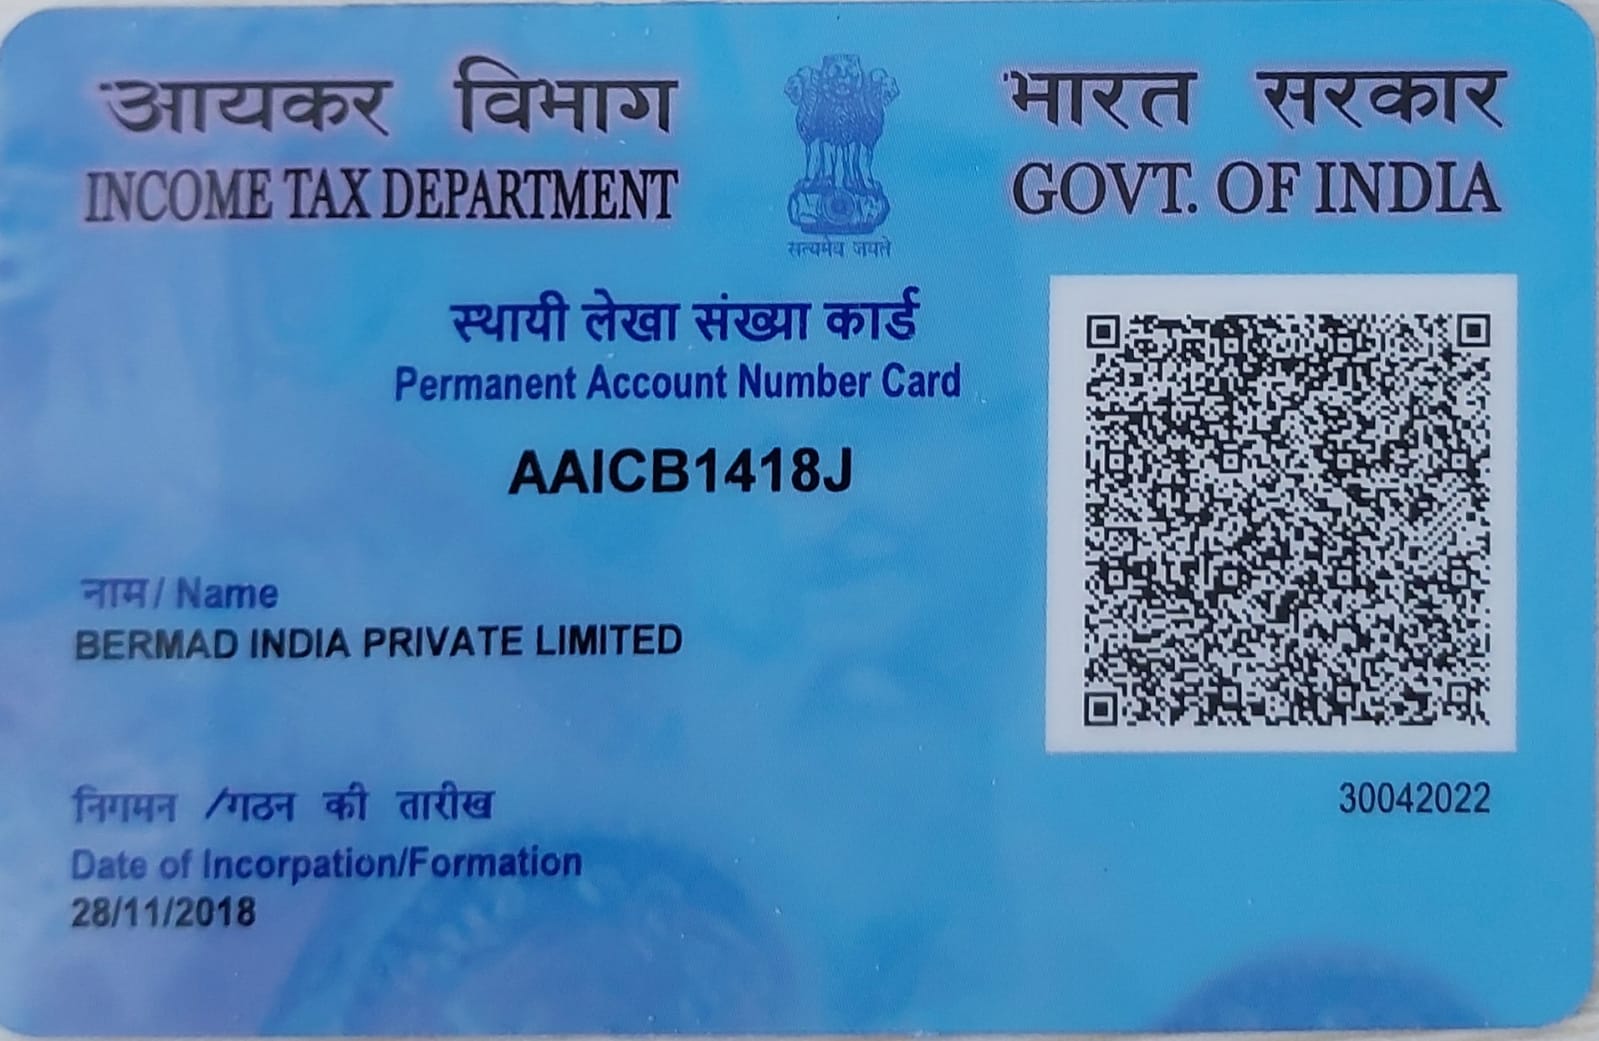 आयकर विभाग
INCOME TAX DEPARTMENT
सत्यमेव जयते
भारत सरकार
GOVT. OF INDIA
स्थायी लेखा संख्या कार्ड
Permanent Account Number Card
AAICB1418J
नाम / Name
BERMAD INDIA PRIVATE LIMITED
निगमन /गठन की तारीख
Date of Incorpation/Formation
28/11/2018
30042022